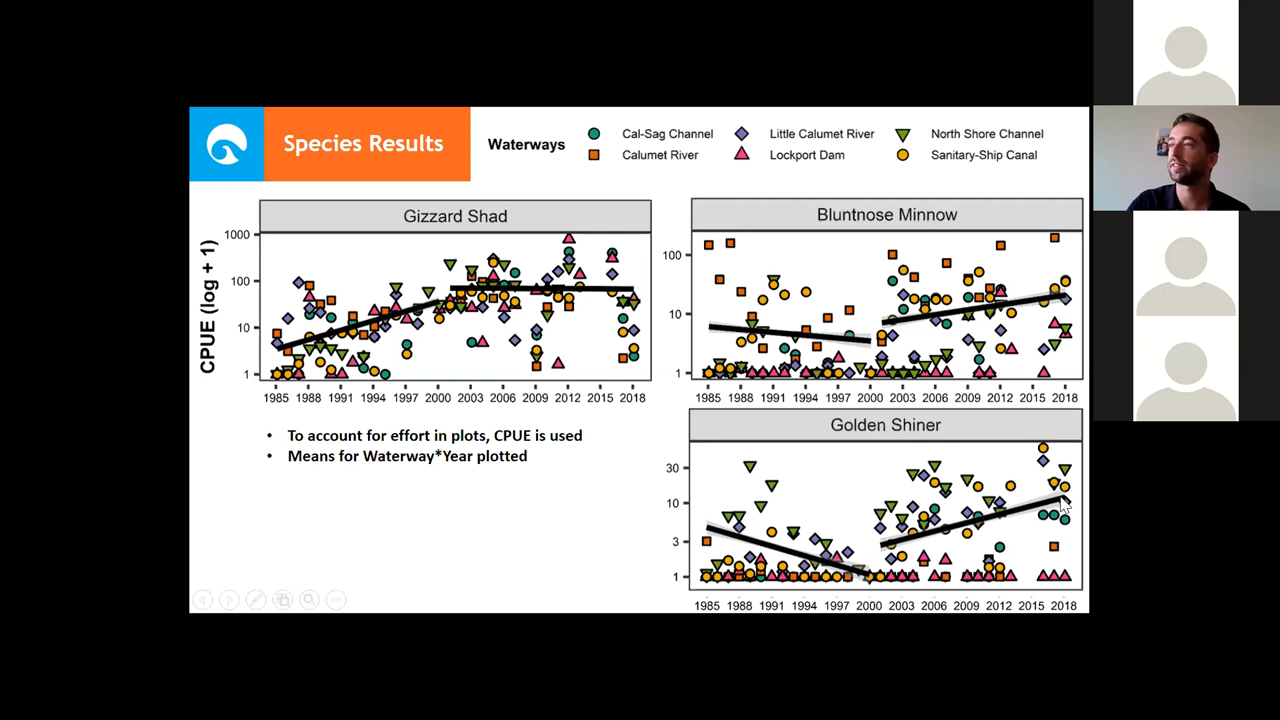 Species Results
Waterways
Cal-Sag Channel
Little Calumet River
North Shore Channel
Calumet River
Lockport Dam
Sanitary-Ship Canal
Gizzard Shad
CPUE (log + 1)
1000
100
10
1
1985 1988 1991 1994 1997 2000 2003 2006 2009 2012 2015 2018
• To account for effort in plots, CPUE is used
• Means for Waterway*Year plotted
Bluntnose Minnow
100
10
1
1985 1988 1991 1994 1997 2000 2003 2006 2009 2012 2015 2018
Golden Shiner
30
10
3
1
1985 1988 1991 1994 1997 2000 2003 2006 2009 2012 2015 2018